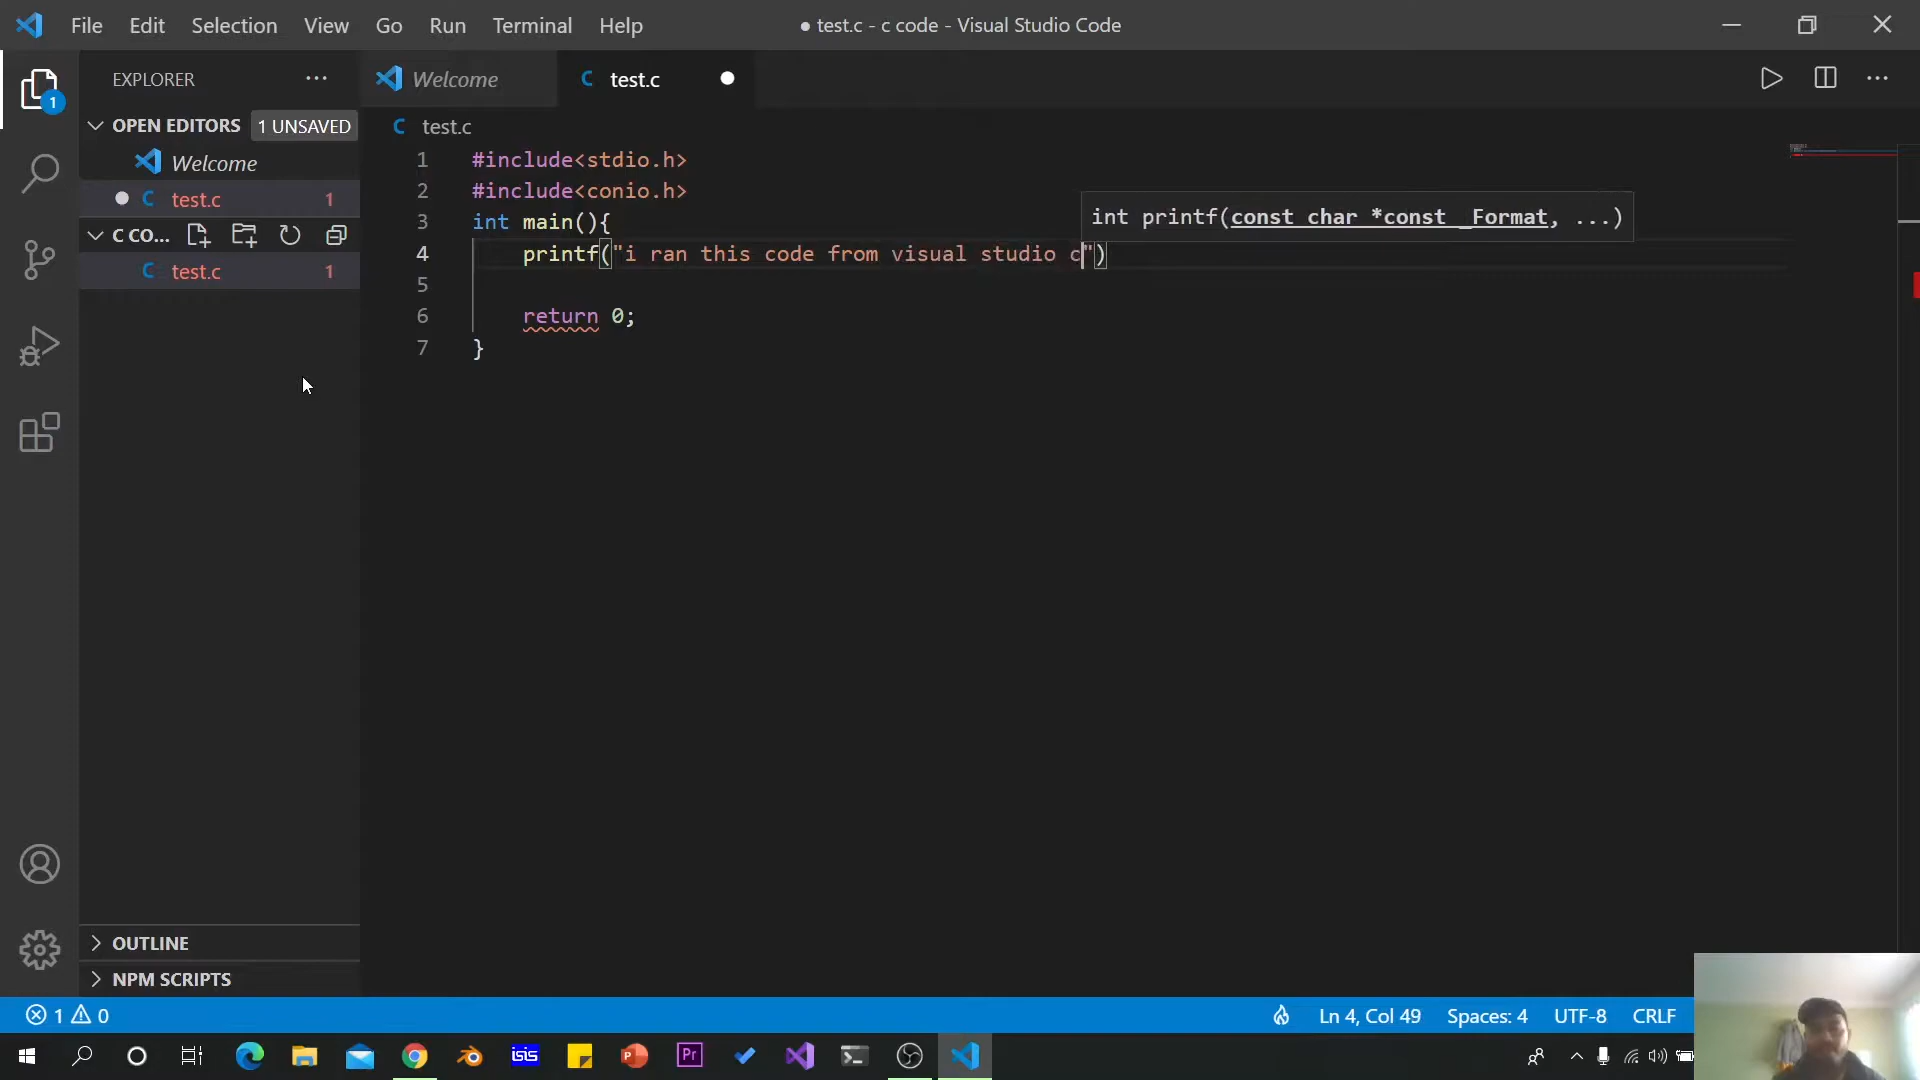 File Edit Selection View Go Run Terminal Help
● test.c - c code - Visual Studio Code
EXPLORER
Welcome
test.c
OPEN EDITORS
1 UNSAVED
Welcome
test.c 1
C CO...
test.c 1
test.c
1 #include<stdio.h>
2 #include<conio.h>
3 int main(){
int printf(const char *const _Format, ...)
4 printf("i ran this code from visual studio c")
5
6 return 0;
7 }
OUTLINE
NPM SCRIPTS
1 0
Ln 4, Col 49 Spaces: 4 UTF-8 CRLF
isis
Pr